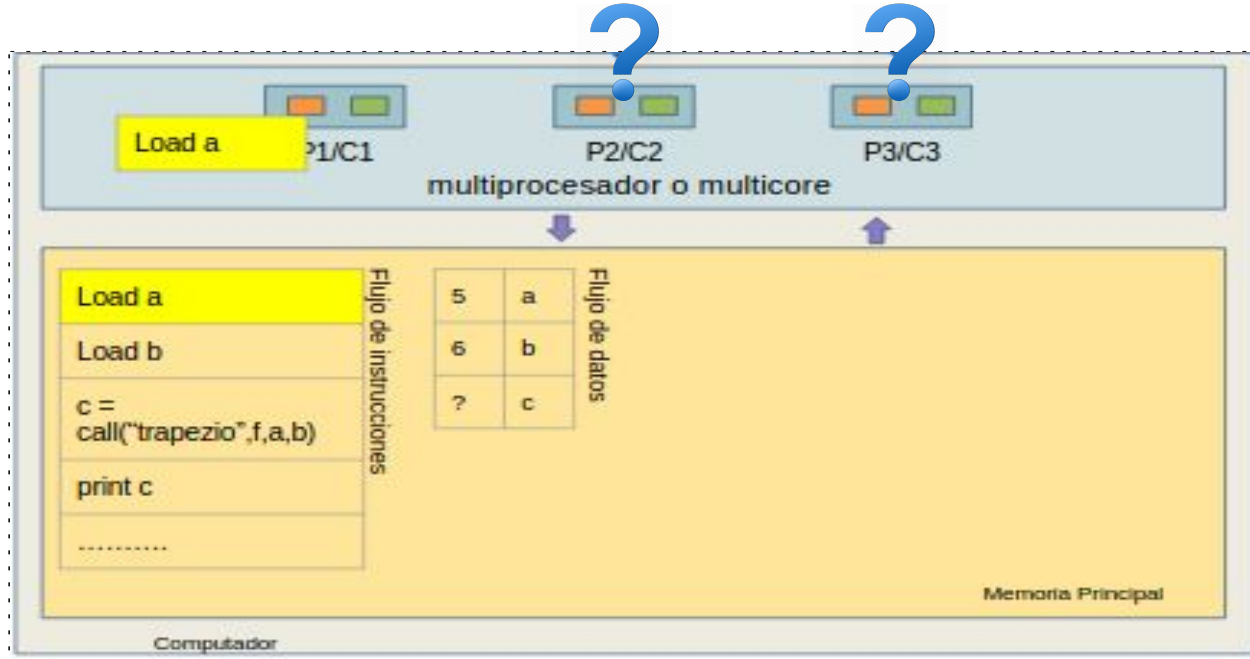 ?
?
Load a
P1/C1
P2/C2
P3/C3
multiprocesador o multicore
Load a
Load b
c =
call("trapezio",f,a,b)
print c
..........
Flujo de instrucciones
5 a
6 b
? c
Flujo de datos
Memoria Principal
Computador